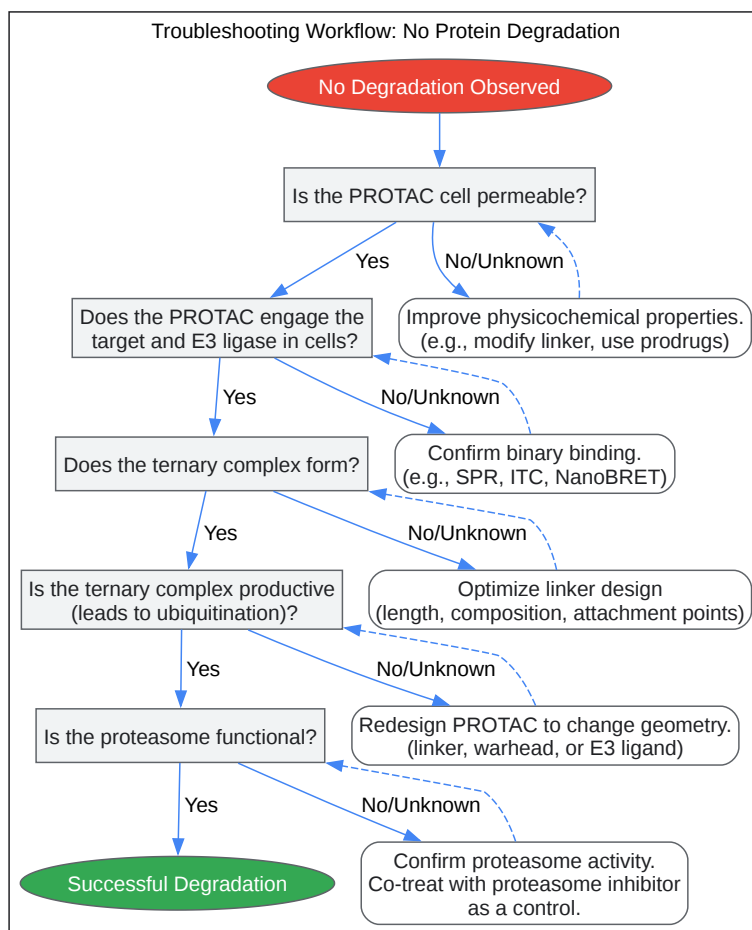 Troubleshooting Workflow: No Protein Degradation
No Degradation Observed
Is the PROTAC cell permeable?
Yes
No/Unknown
Does the PROTAC engage the
target and E3 ligase in cells?
Improve physicochemical properties.
(e.g., modify linker, use prodrugs)
Yes
No/Unknown
Does the ternary complex form?
Confirm binary binding.
(e.g., SPR, ITC, NanoBRET)
Yes
No/Unknown
Is the ternary complex productive
(leads to ubiquitination)?
Optimize linker design
(length, composition, attachment points)
Yes
No/Unknown
Is the proteasome functional?
Redesign PROTAC to change geometry.
(linker, warhead, or E3 ligand)
Yes
No/Unknown
Successful Degradation
Confirm proteasome activity.
Co-treat with proteasome inhibitor
as a control.